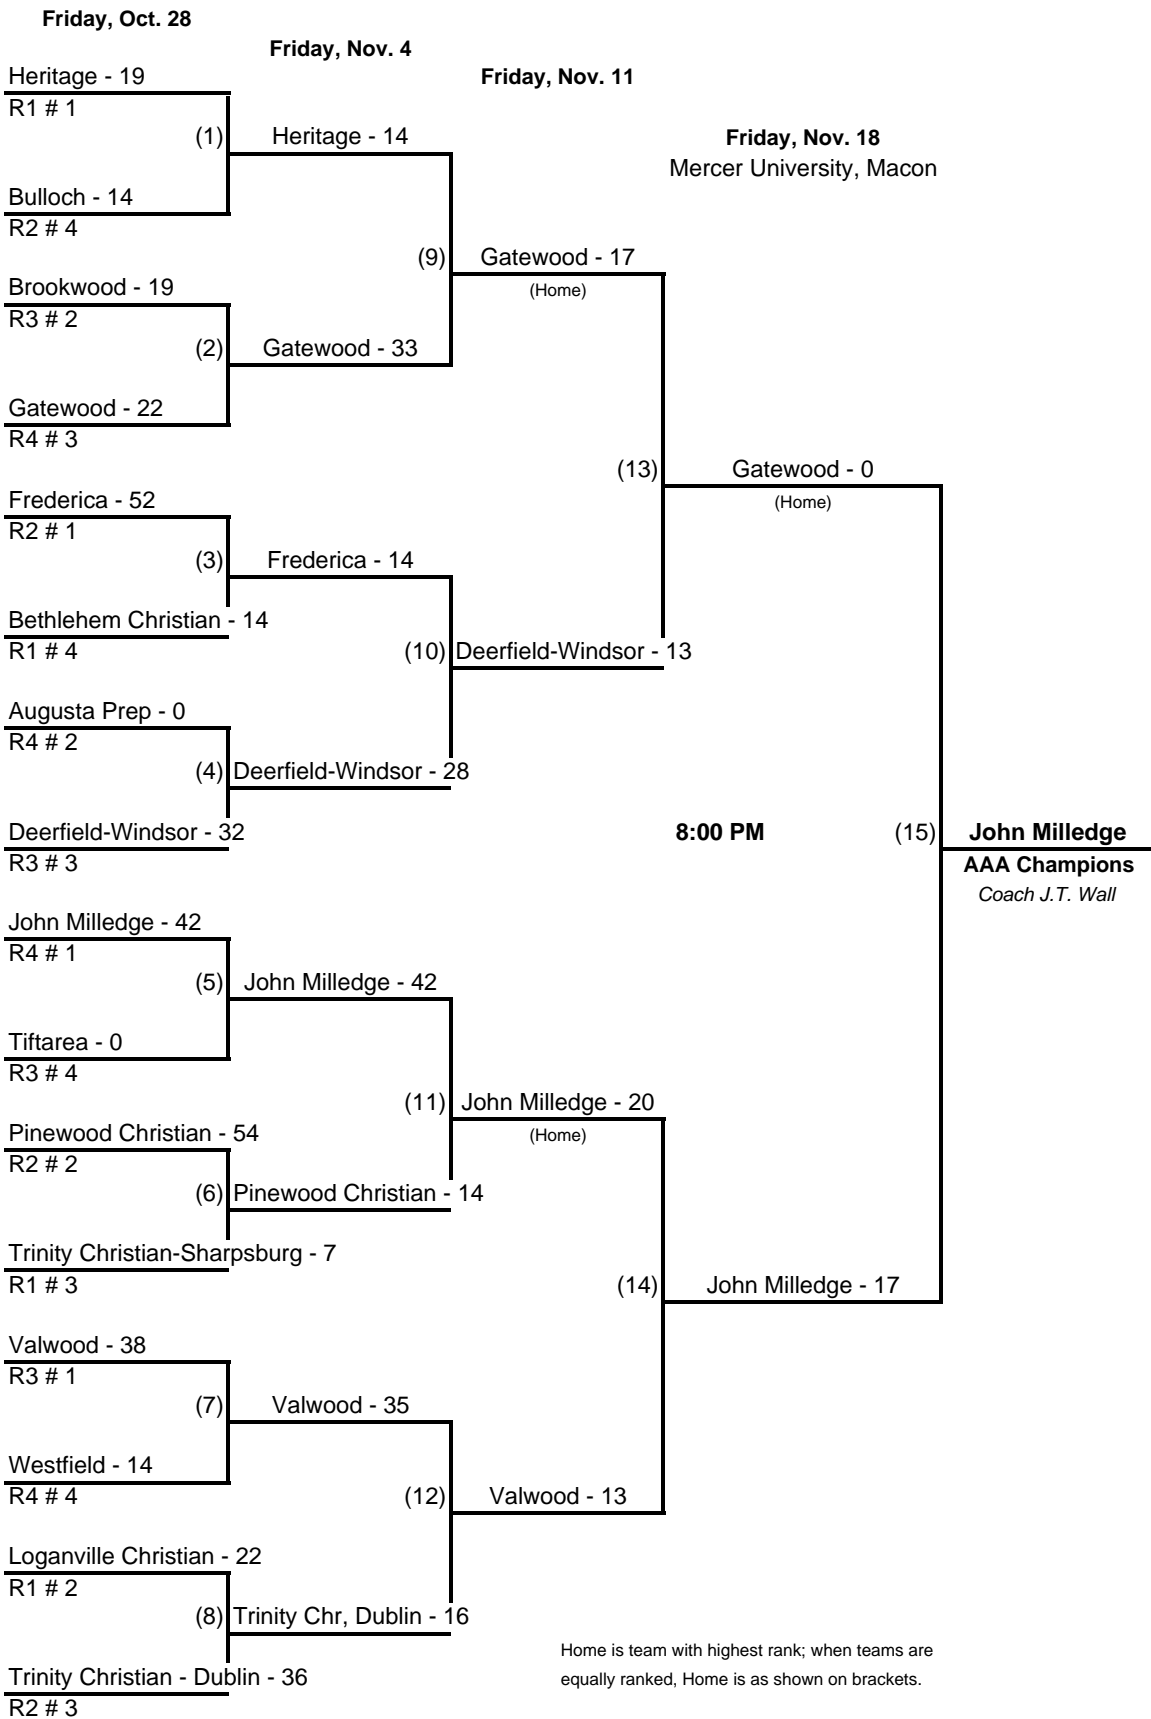 Friday, Oct. 28
Friday, Nov. 4
Heritage - 19
Friday, Nov. 11
R1 # 1
(1)
Heritage - 14
Friday, Nov. 18
Mercer University, Macon
Bulloch - 14
R2 # 4
(9)
Gatewood - 17
Brookwood - 19
(Home)
R3 # 2
(2)
Gatewood - 33
Gatewood - 22
R4 # 3
(13)
Gatewood - 0
Frederica - 52
(Home)
R2 # 1
(3)
Frederica - 14
Bethlehem Christian - 14
R1 # 4
(10)
Deerfield-Windsor - 13
Augusta Prep - 0
R4 # 2
(4)
Deerfield-Windsor - 28
Deerfield-Windsor - 32
8:00 PM
(15)
John Milledge
R3 # 3
AAA Champions
Coach J.T. Wall
John Milledge - 42
R4 # 1
(5)
John Milledge - 42
Tiftarea - 0
R3 # 4
(11)
John Milledge - 20
Pinewood Christian - 54
(Home)
R2 # 2
(6)
Pinewood Christian - 14
Trinity Christian-Sharpsburg - 7
R1 # 3
(14)
John Milledge - 17
Valwood - 38
R3 # 1
(7)
Valwood - 35
Westfield - 14
R4 # 4
(12)
Valwood - 13
Loganville Christian - 22
R1 # 2
(8)
Trinity Chr, Dublin - 16
Home is team with highest rank; when teams are
equally ranked, Home is as shown on brackets.
Trinity Christian - Dublin - 36
R2 # 3